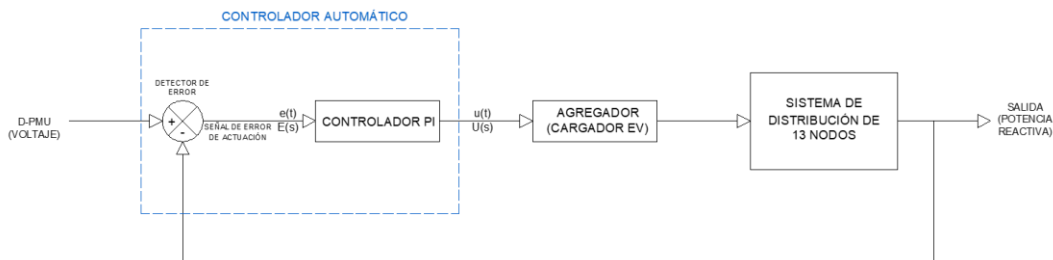 CONTROLADOR AUTOMÁTICO
DETECTOR DE
ERROR
D-PMU
(VOLTAJE)
+
-
SEÑAL DE ERROR
DE ACTUACIÓN
e(t)
E(s)
CONTROLADOR PI
u(t)
U(s)
AGREGADOR
(CARGADOR EV)
SISTEMA DE
DISTRIBUCIÓN DE
13 NODOS
SALIDA
(POTENCIA
REACTIVA)